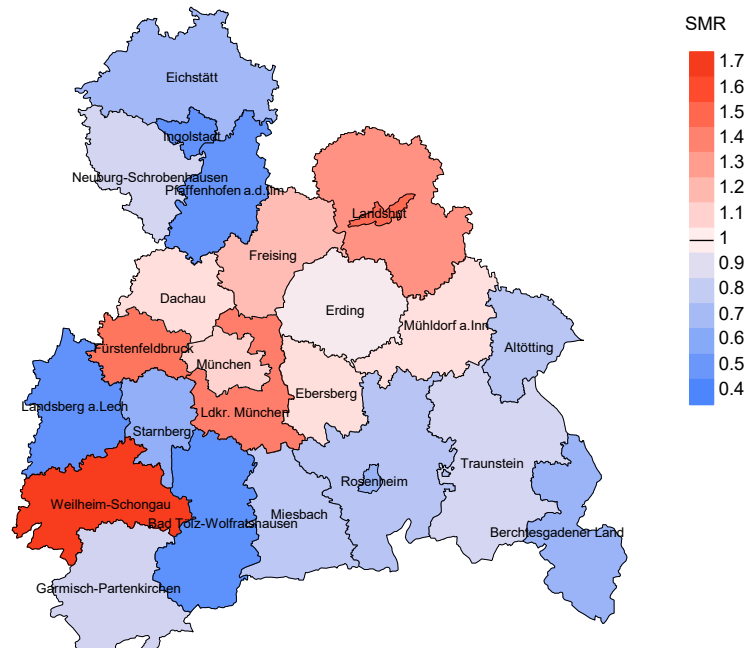 SMR
1.7
1.6
1.5
1.4
1.3
1.2
1.1
1
0.9
0.8
0.7
0.6
0.5
0.4
Eichstätt
Ingolstadt
Neuburg-Schrobenhausen
Pfaffenhofen a.d.Ilm
Landshut
Freising
Dachau
Erding
Mühldorf a.Inn
Fürstenfeldbruck
Altötting
München
Ebersberg
Landsberg a.Lech
Ldkr. München
Starnberg
Traunstein
Rosenheim
Weilheim-Schongau
Miesbach
Bad Tölz-Wolfratshausen
Berchtesgadener Land
Garmisch-Partenkirchen